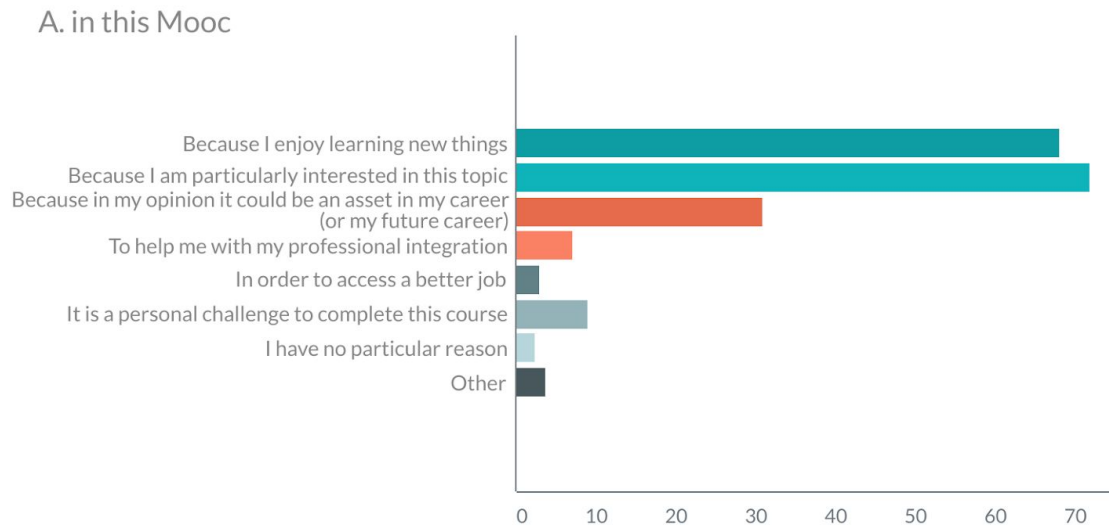 A. in this Mooc
Because I enjoy learning new things
Because I am particularly interested in this topic
Because in my opinion it could be an asset in my career
(or my future career)
To help me with my professional integration
In order to access a better job
It is a personal challenge to complete this course
I have no particular reason
Other
0 10 20 30 40 50 60 70